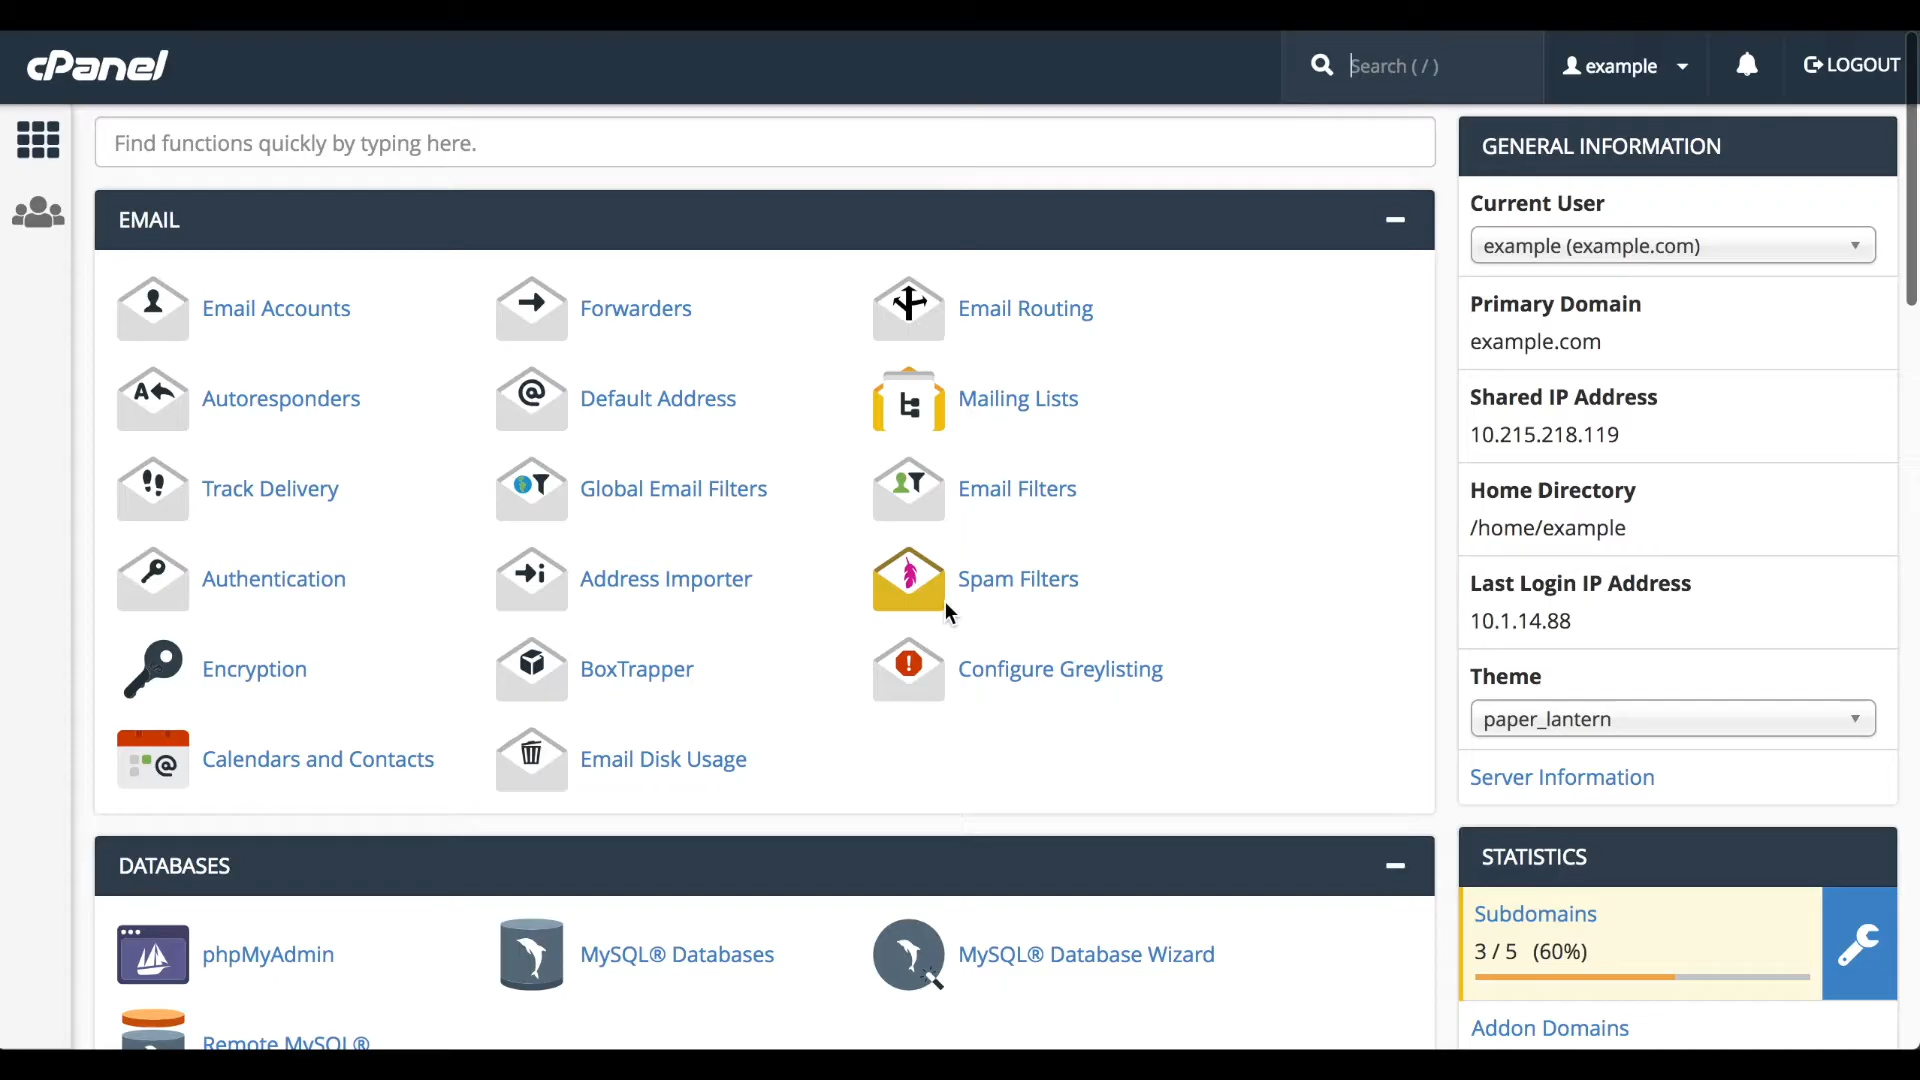 cPanel
Search ( / )
example
LOGOUT
Find functions quickly by typing here.
EMAIL
Email Accounts
Forwarders
Email Routing
Autoresponders
Default Address
Mailing Lists
Track Delivery
Global Email Filters
Email Filters
Authentication
Address Importer
Spam Filters
Encryption
BoxTrapper
Configure Greylisting
Calendars and Contacts
Email Disk Usage
DATABASES
phpMyAdmin
MySQL® Databases
MySQL® Database Wizard
Remote MySQL®
GENERAL INFORMATION
Current User
example (example.com)
Primary Domain
example.com
Shared IP Address
10.215.218.119
Home Directory
/home/example
Last Login IP Address
10.1.14.88
Theme
paper_lantern
Server Information
STATISTICS
Subdomains
3 / 5 (60%)
Addon Domains